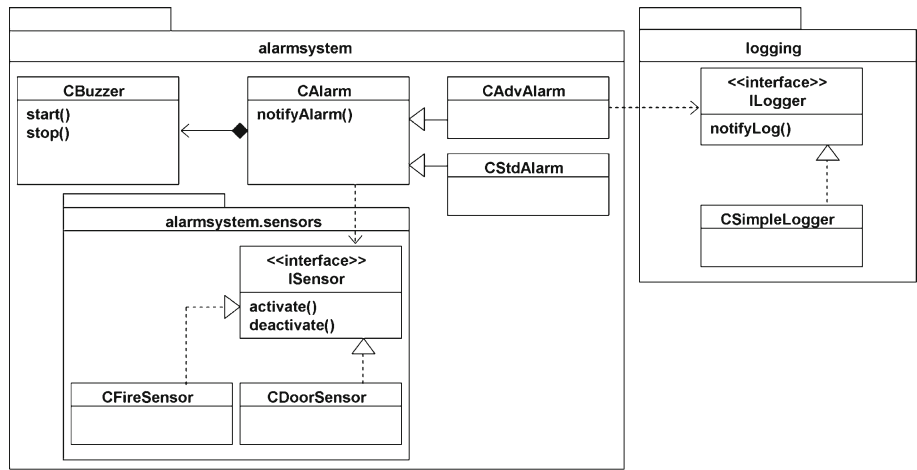 alarmsystem
CBuzzer
start()
stop()
CAlarm
notifyAlarm()
CAdvAlarm
CStdAlarm
alarmsystem.sensors
<<interface>>
ISensor
activate()
deactivate()
CFireSensor
CDoorSensor
logging
<<interface>>
ILogger
notifyLog()
CSimpleLogger